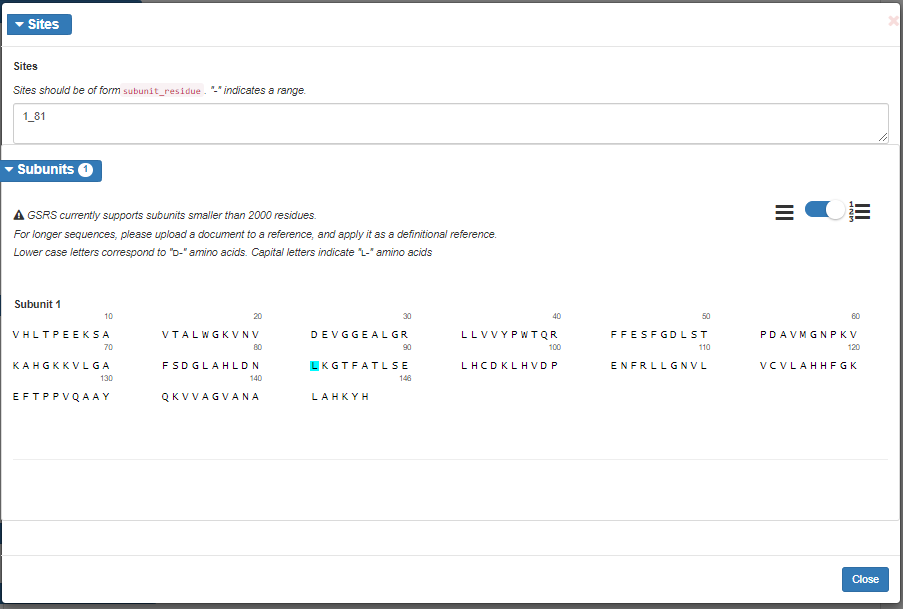 Sites
×
Sites
Sites should be of form subunit_residue. "-" indicates a range.
1_81
Subunits 1
GSRS currently supports subunits smaller than 2000 residues.
For longer sequences, please upload a document to a reference, and apply it as a definitional reference.
Lower case letters correspond to "D-" amino acids. Capital letters indicate "L-" amino acids
1
2
3
Subunit 1
10 20 30 40 50 60
V H L T P E E K S A V T A L W G K V N V D E V G G E A L G R L L V V Y P W T Q R F F E S F G D L S T P D A V M G N P K V
70 80 90 100 110 120
K A H G K K V L G A F S D G L A H L D N L K G T F A T L S E L H C D K L H V D P E N F R L L G N V L V C V L A H H F G K
130 140 146
E F T P P V Q A A Y Q K V V A G V A N A L A H K Y H
Close